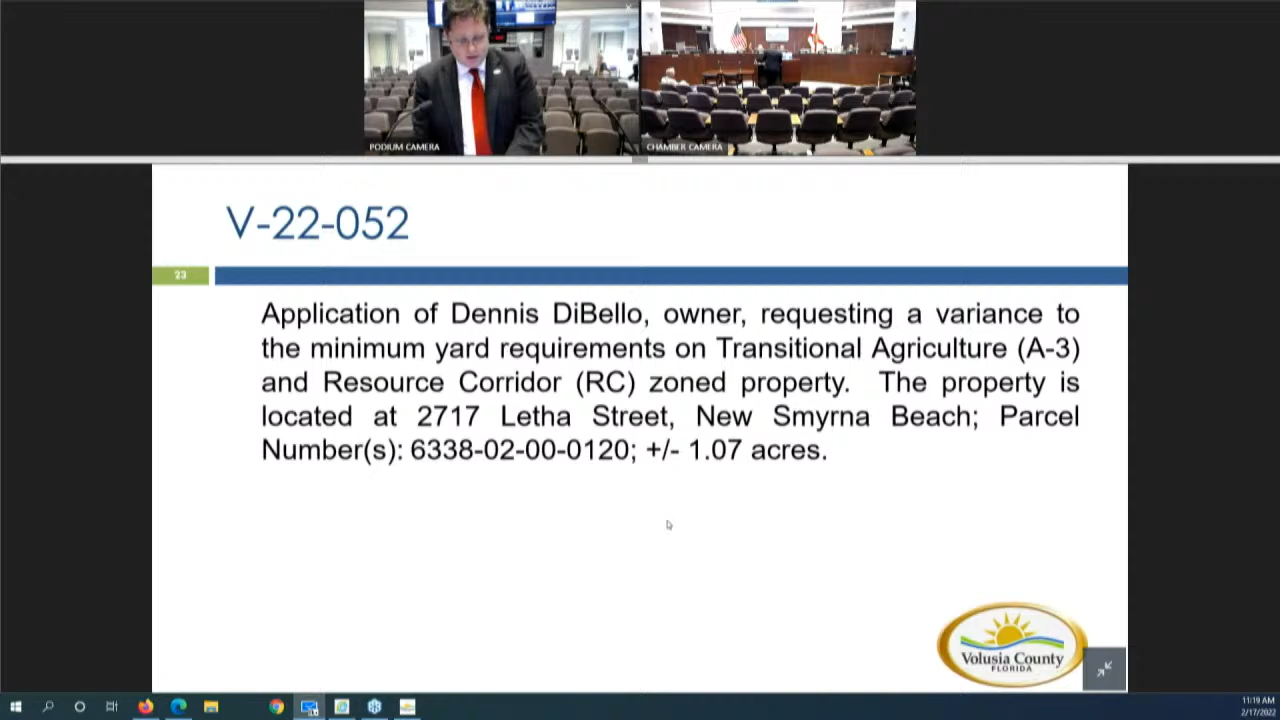 PODIUM CAMERA
CHAMBER CAMERA
V-22-052
23
Application of Dennis DiBello, owner, requesting a variance to
the minimum yard requirements on Transitional Agriculture (A-3)
and Resource Corridor (RC) zoned property. The property is
located at 2717 Letha Street, New Smyrna Beach; Parcel
Number(s): 6338-02-00-0120; +/- 1.07 acres.
Volusia County
FLORIDA
11:19 AM
2/17/2022